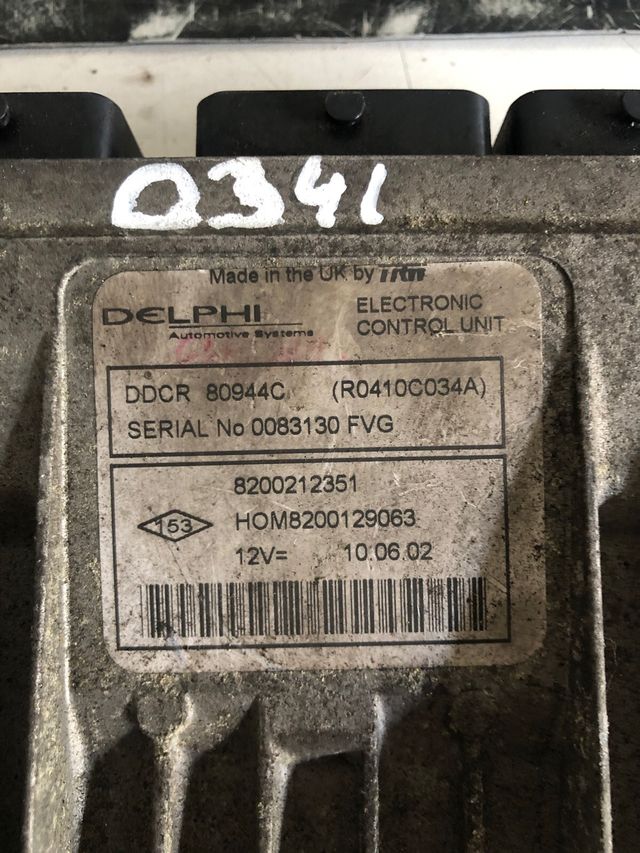 0341
Made in the UK by TRW
DELPHI
Automotive Systems
ELECTRONIC
CONTROL UNIT
DDCR 80944C (R0410C034A)
SERIAL No 0083130 FVG
8200212351
153
HOM8200129063
12V= 10.06.02